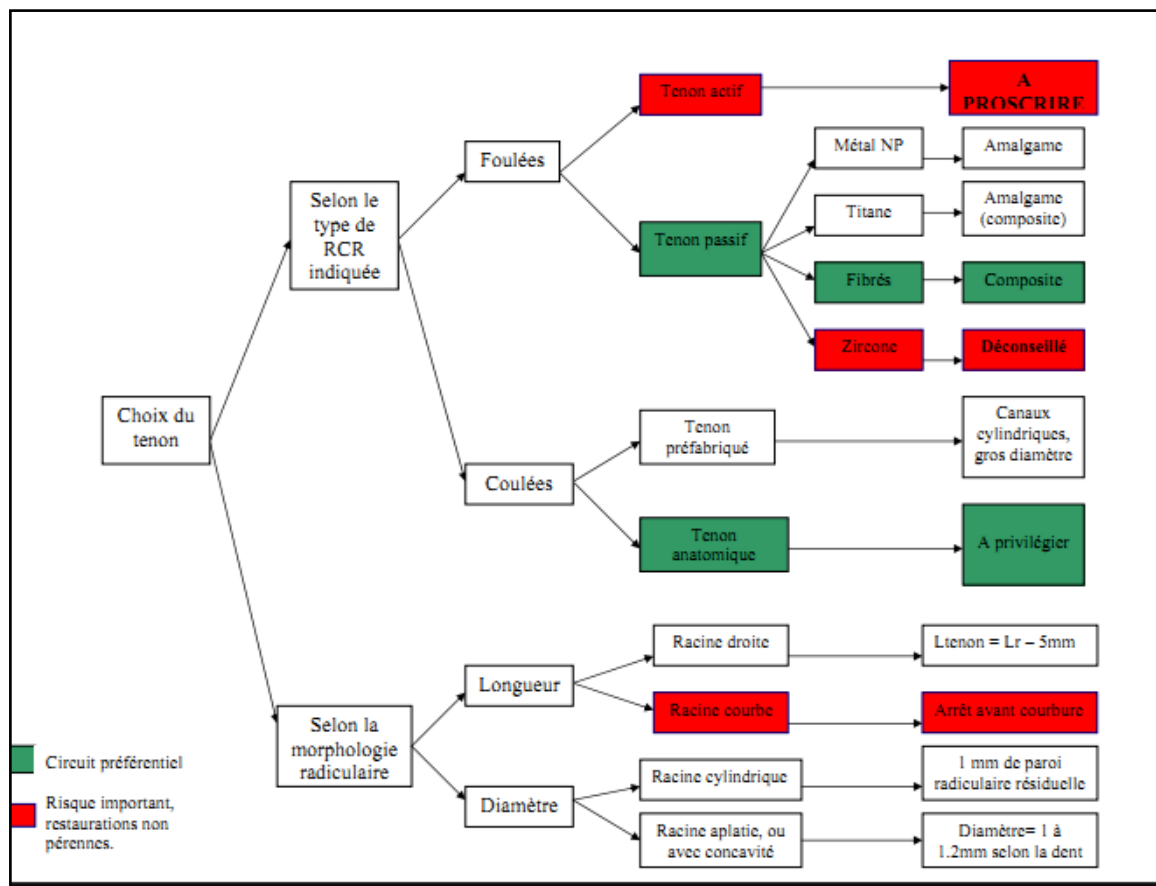 Choix du
tenon
Selon le
type de
RCR
indiquée
Selon la
morphologie
radiculaire
Foulées
Coulées
Longueur
Diamètre
Tenon actif
A
PROSCRIRE
Tenon passif
Métal NP
Amalgame
Titane
Amalgame
(composite)
Fibrés
Composite
Zircone
Déconseillé
Tenon
préfabriqué
Canaux
cylindriques,
gros diamètre
Tenon
anatomique
A privilégier
Racine droite
Ltenon = Lr – 5mm
Racine courbe
Arrêt avant courbure
Racine cylindrique
1 mm de paroi
radiculaire résiduelle
Racine aplatie, ou
avec concavité
Diamètre= 1 à
1.2mm selon la dent
Circuit préférentiel
Risque important,
restaurations non
pérennes.